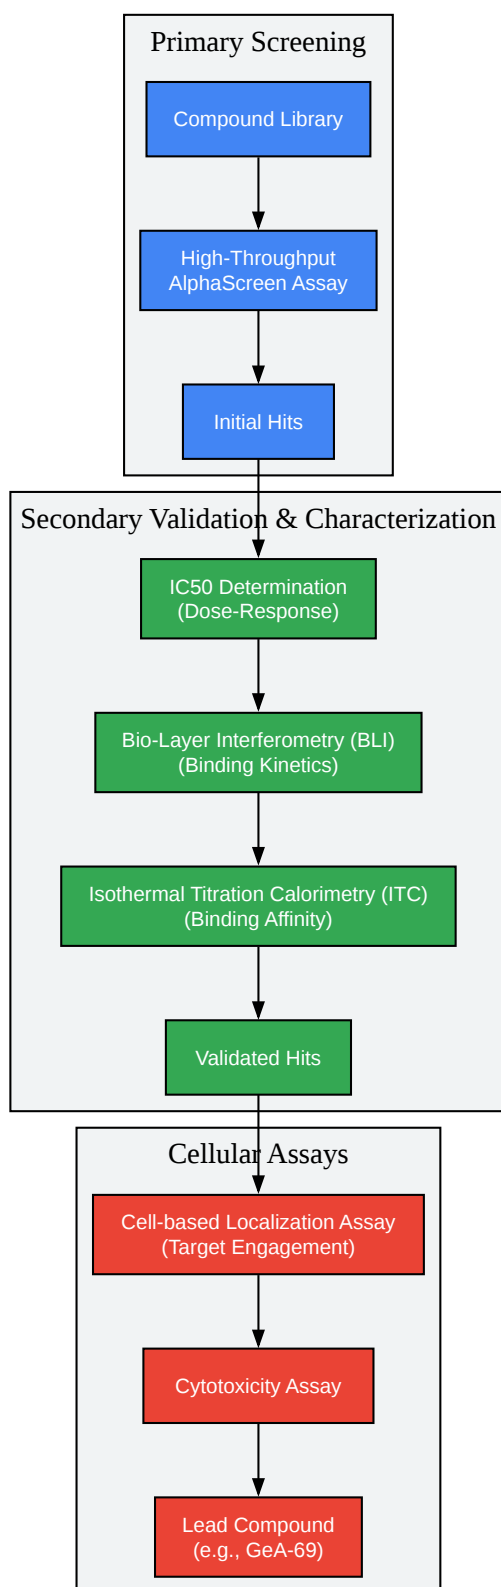 Primary Screening
Compound Library
High-Throughput
AlphaScreen Assay
Initial Hits
Secondary Validation & Characterization
IC50 Determination
(Dose-Response)
Bio-Layer Interferometry (BLI)
(Binding Kinetics)
Isothermal Titration Calorimetry (ITC)
(Binding Affinity)
Validated Hits
Cellular Assays
Cell-based Localization Assay
(Target Engagement)
Cytotoxicity Assay
Lead Compound
(e.g., GeA-69)